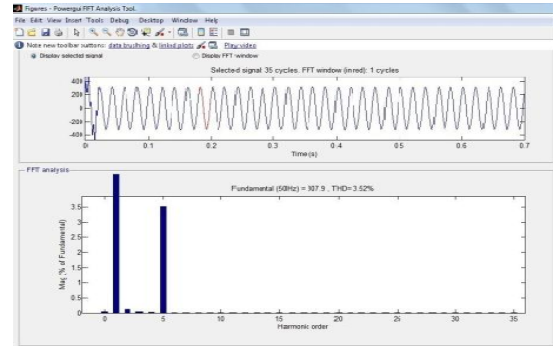 Figures - Powergui FFT Analysis Tool.
File Edit View Insert Tools Debug Desktop Window Help
Note new toolbar buttons: data brushing & linked plots Play video
Display selected signal Display FFT window
Selected signal 35 cycles. FFT window (in red): 1 cycles
400
200
0
-200
-400
0 0.1 0.2 0.3 0.4 0.5 0.6 0.7
Time (s)
FFT analysis
Fundamental (50Hz) = 307.9 , THD= 3.52%
3.5
3
2.5
2
1.5
1
0.5
0
Mag (% of Fundamental)
0 5 10 15 20 25 30 35
Harmonic order